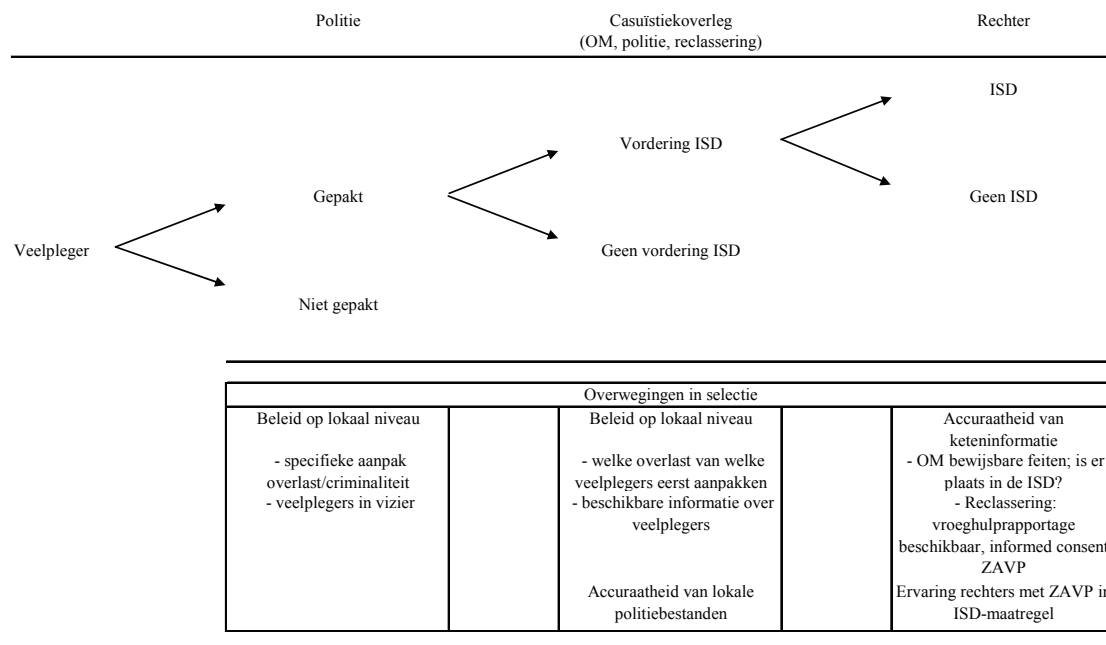 Politie
Casuïstiekoverleg
(OM, politie, reclassering)
Rechter
ISD
Vordering ISD
Gepakt
Geen ISD
Veelpleger
Geen vordering ISD
Niet gepakt
Overwegingen in selectie
Beleid op lokaal niveau
- specifieke aanpak
overlast/criminaliteit
- veelplegers in vizier
Beleid op lokaal niveau
- welke overlast van welke
veelplegers eerst aanpakken
- beschikbare informatie over
veelplegers
Accuraatheid van lokale
politiebestanden
Accuraatheid van
keteninformatie
- OM bewijsbare feiten; is er
plaats in de ISD?
- Reclassering:
vroeghulprapportage
beschikbaar, informed consent
ZAVP
Ervaring rechters met ZAVP in
ISD-maatregel